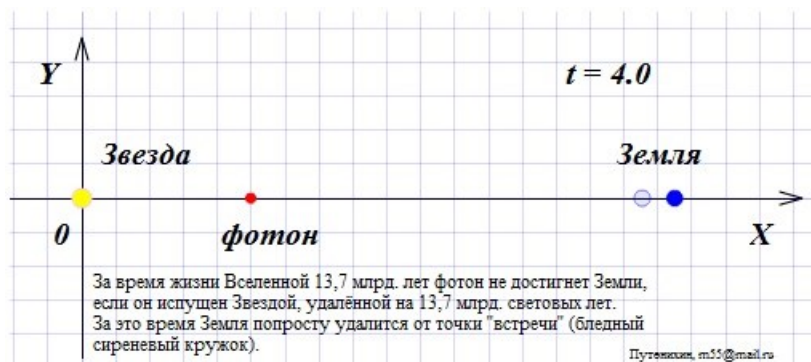 Y
t = 4.0
Звезда
Земля
0
фотон
X
За время жизни Вселенной 13,7 млрд. лет фотон не достигнет Земли,
если он испущен Звездой, удалённой на 13,7 млрд. световых лет.
За это время Земля попросту удалится от точки "встречи" (бледный
сиреневый кружок).
Путенихин, m55@mail.ru